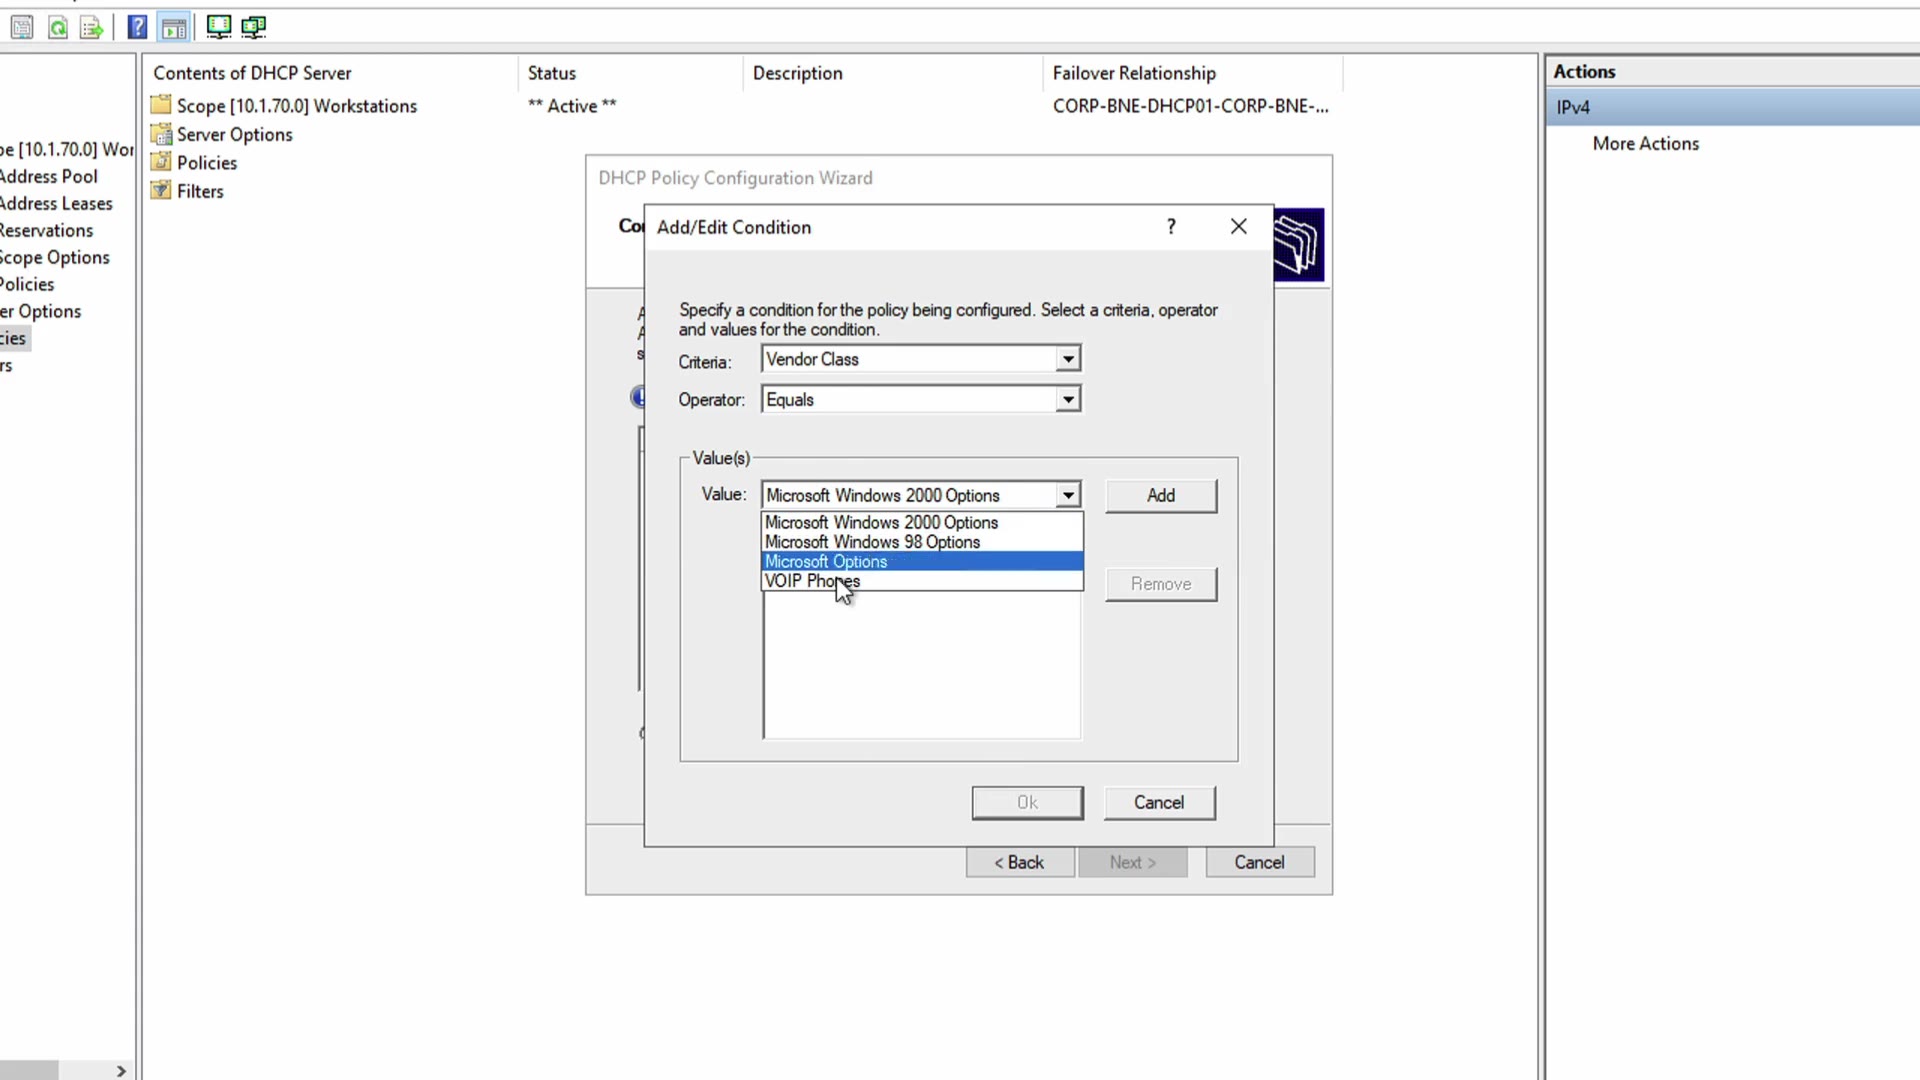 Contents of DHCP Server
Status
Description
Failover Relationship
Scope [10.1.70.0] Workstations
** Active **
CORP-BNE-DHCP01-CORP-BNE-...
Server Options
Policies
Filters
pe [10.1.70.0] Wor
Address Pool
Address Leases
Reservations
Scope Options
Policies
er Options
cies
rs
Actions
IPv4
More Actions
DHCP Policy Configuration Wizard
Co
Add/Edit Condition
?
Specify a condition for the policy being configured. Select a criteria, operator
and values for the condition.
Criteria:
Vendor Class
Operator:
Equals
Value(s)
Value:
Microsoft Windows 2000 Options
Add
Microsoft Windows 2000 Options
Microsoft Windows 98 Options
Microsoft Options
VOIP Phones
Remove
Ok
Cancel
< Back
Next >
Cancel